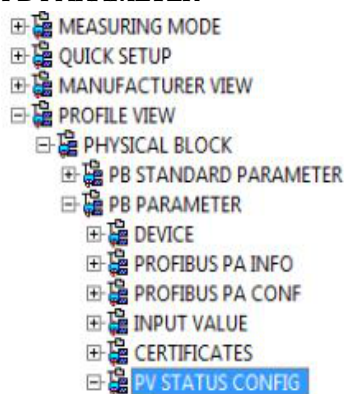 MEASURING MODE
QUICK SETUP
MANUFACTURER VIEW
PROFILE VIEW
PHYSICAL BLOCK
PB STANDARD PARAMETER
PB PARAMETER
DEVICE
PROFIBUS PA INFO
PROFIBUS PA CONF
INPUT VALUE
CERTIFICATES
PV STATUS CONFIG